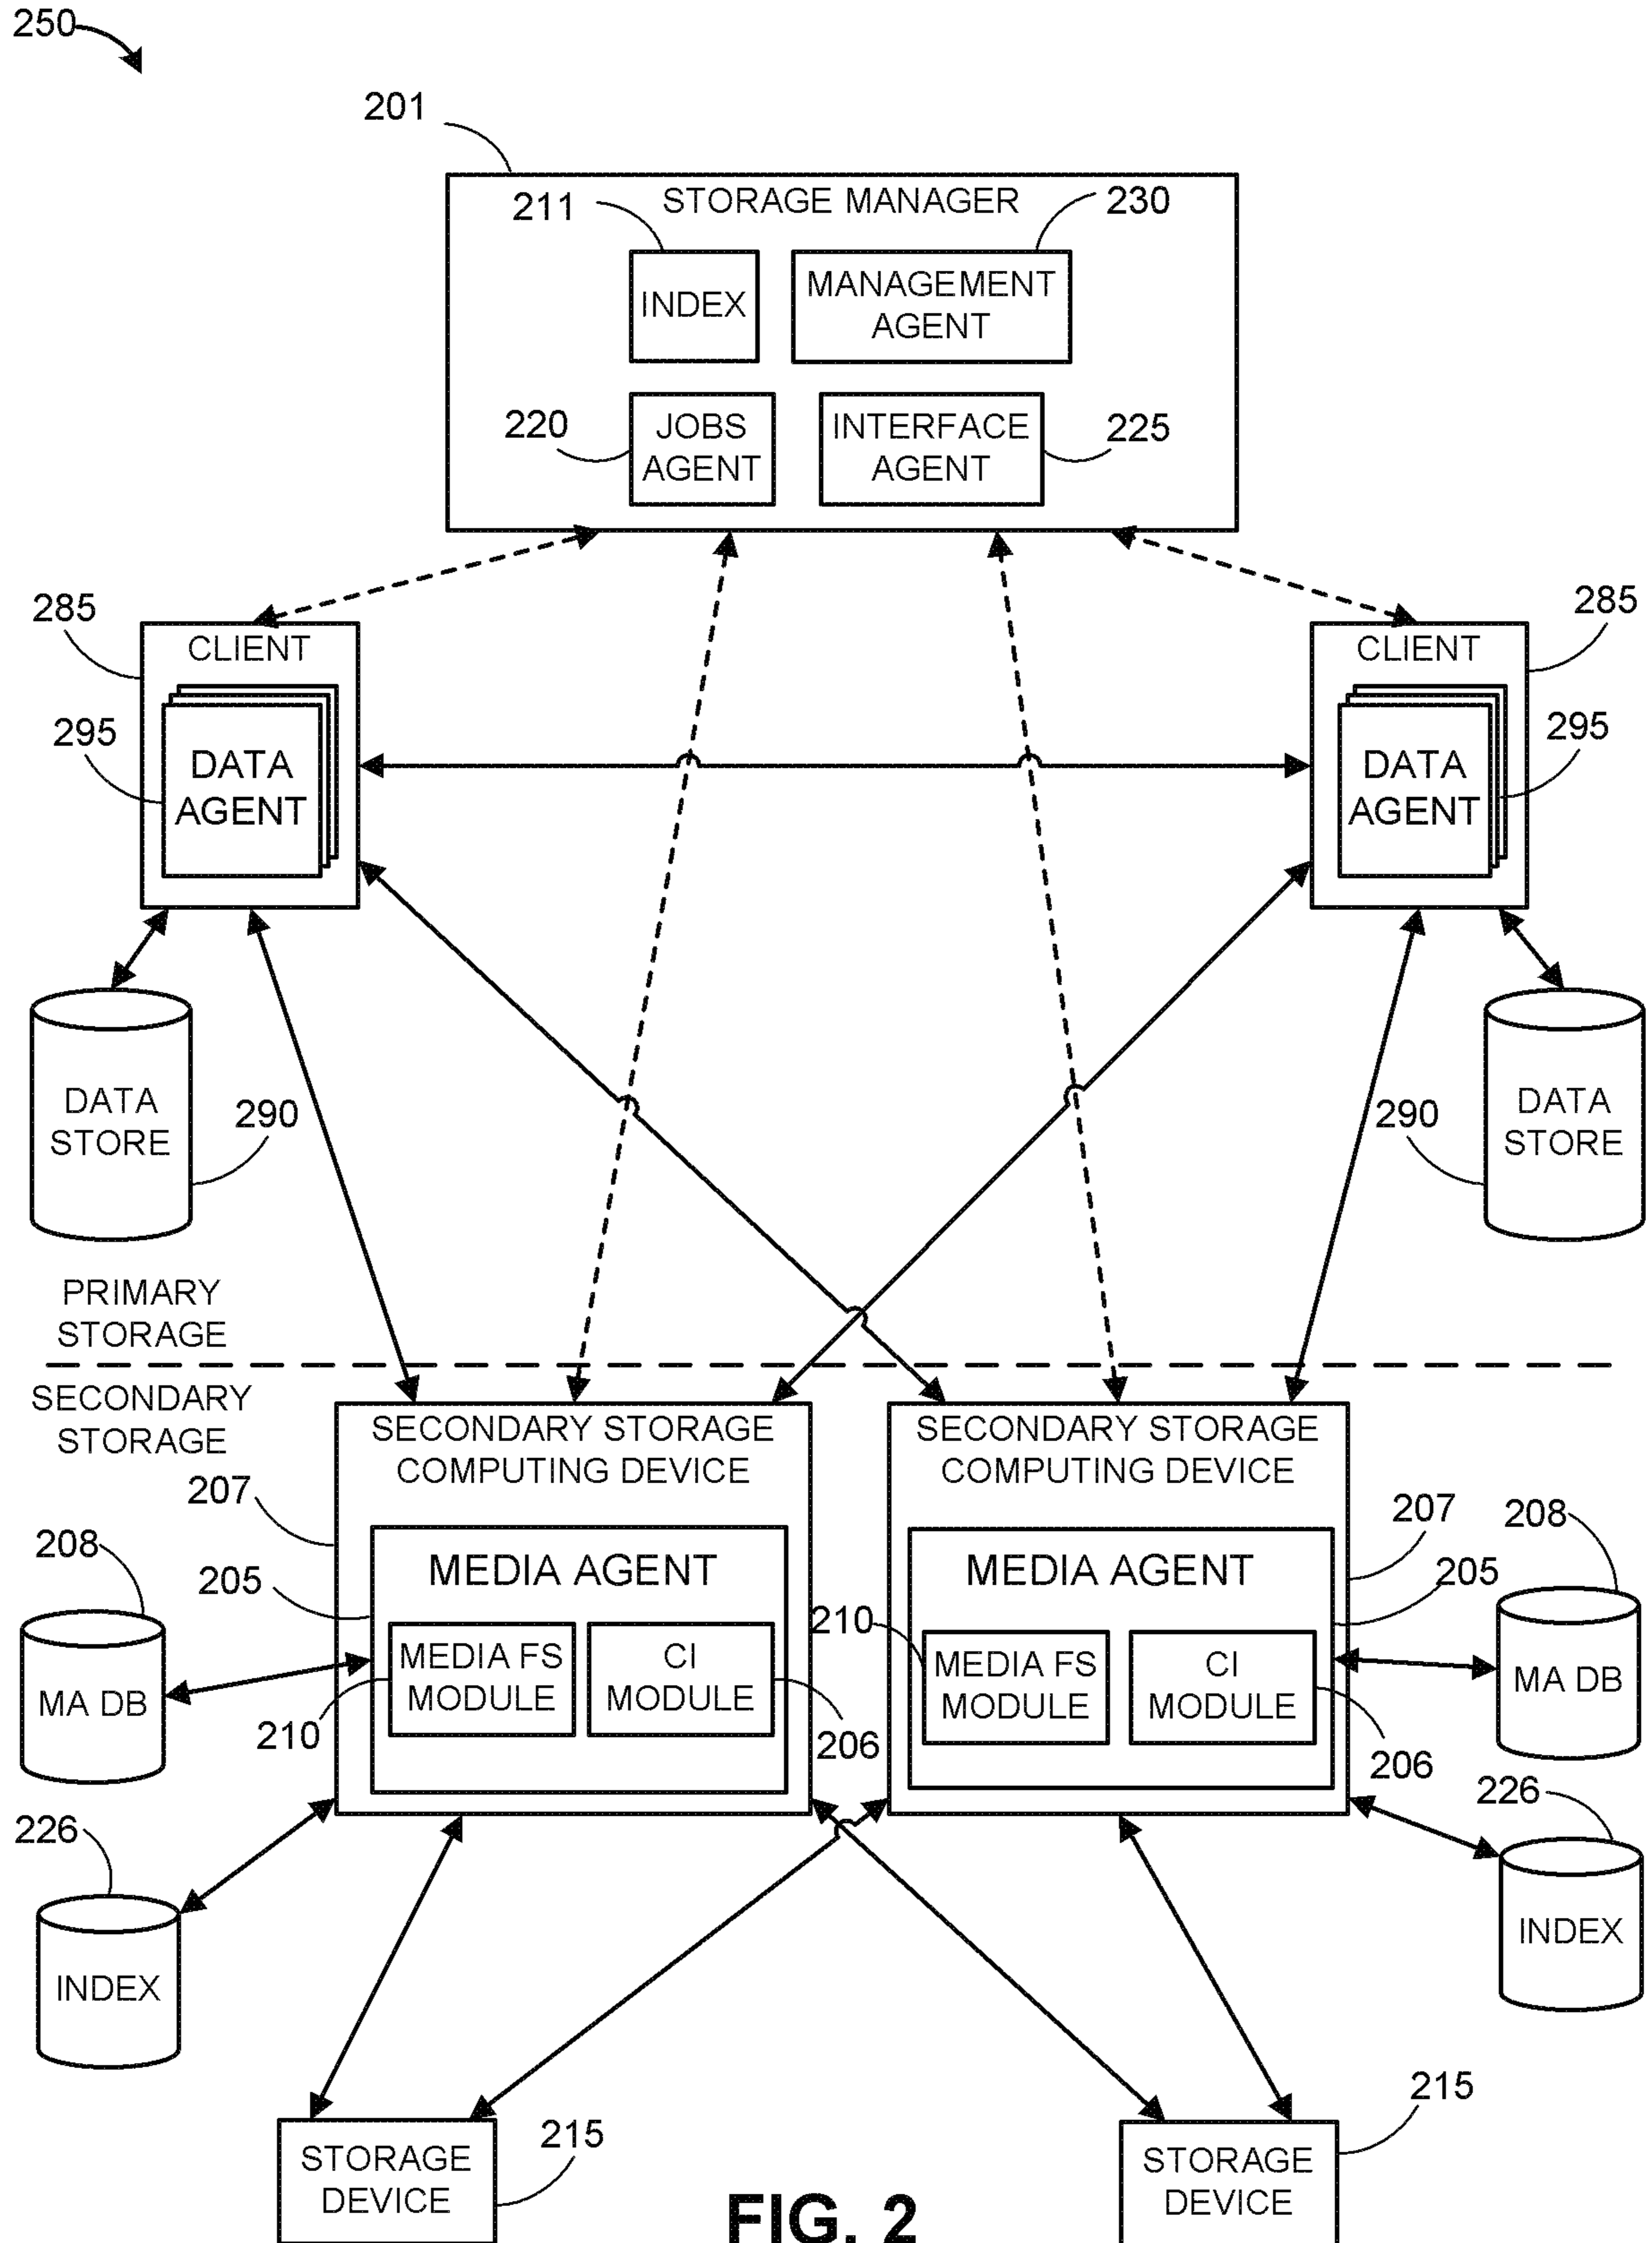 250
201
STORAGE MANAGER
211
230
INDEX
MANAGEMENT
AGENT
220
JOBS
AGENT
INTERFACE
AGENT
225
285
CLIENT
295
DATA
AGENT
285
CLIENT
295
DATA
AGENT
DATA
STORE
290
290
DATA
STORE
PRIMARY
STORAGE
SECONDARY
STORAGE
SECONDARY STORAGE
COMPUTING DEVICE
207
208
205
MEDIA AGENT
MEDIA FS
MODULE
CI
MODULE
210
206
MA DB
SECONDARY STORAGE
COMPUTING DEVICE
207
208
205
MEDIA AGENT
210
MEDIA FS
MODULE
CI
MODULE
206
MA DB
226
INDEX
226
INDEX
STORAGE
DEVICE
215
215
STORAGE
DEVICE
FIG. 2